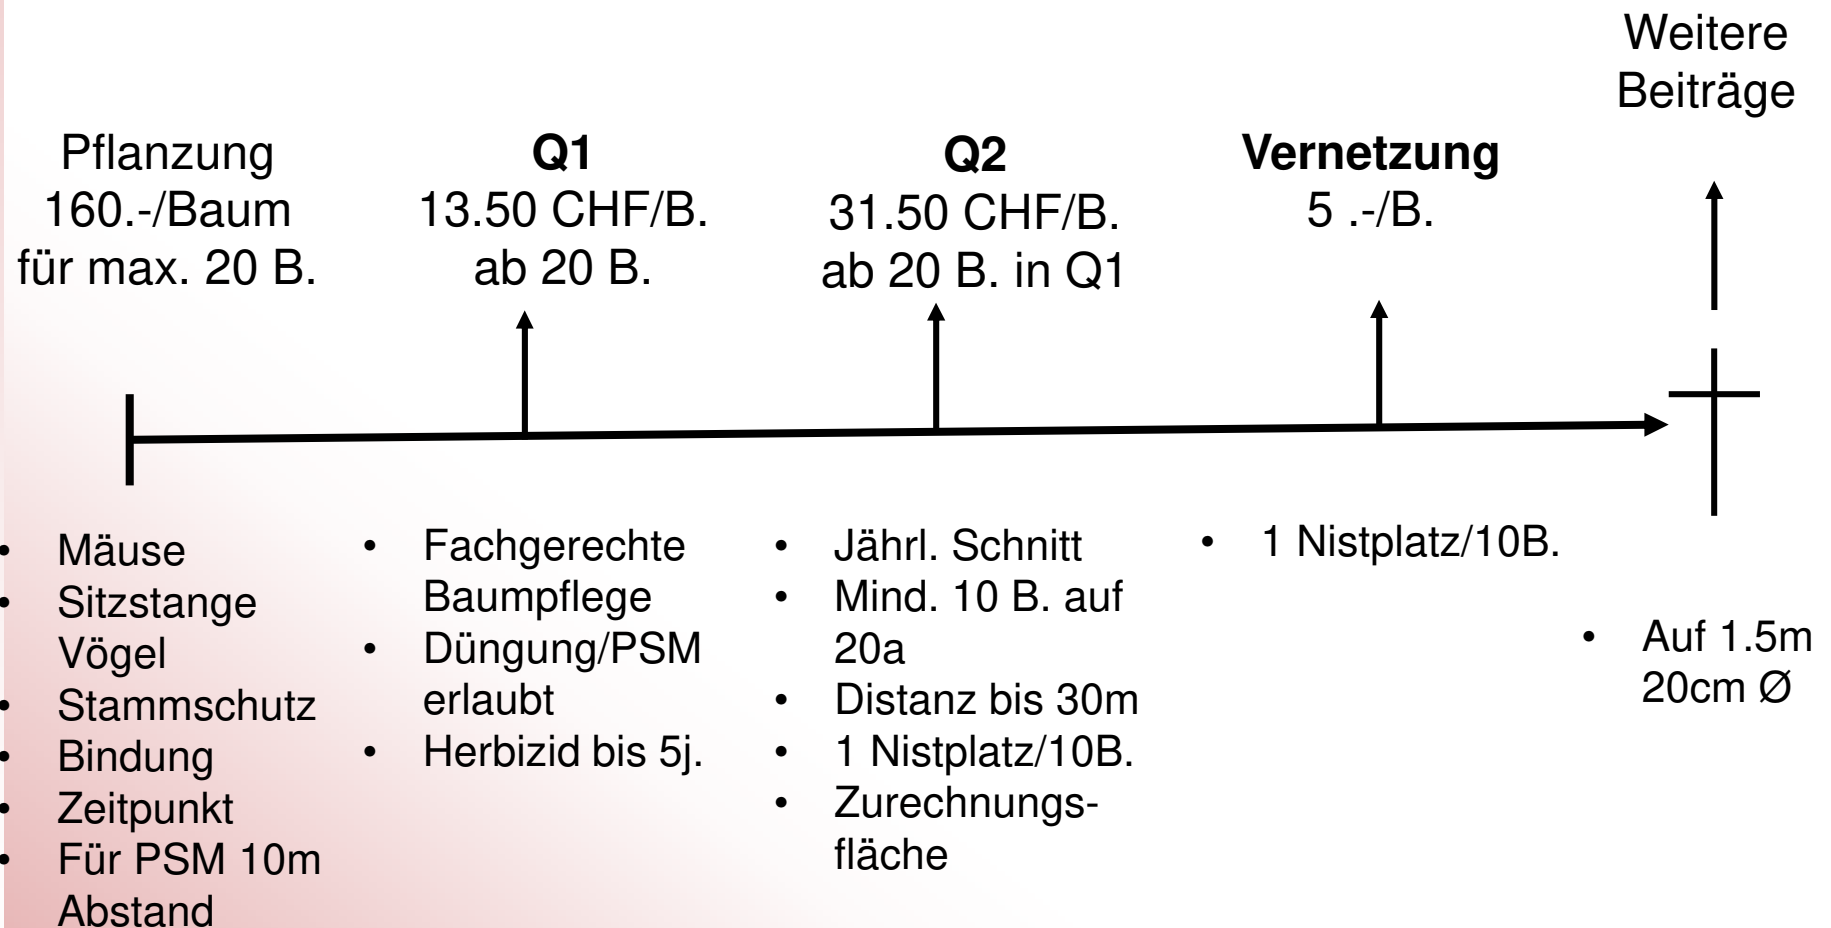 Weitere
Beiträge
Pflanzung
160.-/Baum
für max. 20 B.
Q1
13.50 CHF/B.
ab 20 B.
Q2
31.50 CHF/B.
ab 20 B. in Q1
Vernetzung
5 .-/B.
• Mäuse
• Sitzstange
Vögel
• Stammschutz
• Bindung
• Zeitpunkt
• Für PSM 10m
Abstand
• Fachgerechte
Baumpflege
• Düngung/PSM
erlaubt
• Herbizid bis 5j.
• Jährl. Schnitt
• Mind. 10 B. auf
20a
• Distanz bis 30m
• 1 Nistplatz/10B.
• Zurechnungs-
fläche
• 1 Nistplatz/10B.
• Auf 1.5m
20cm Ø